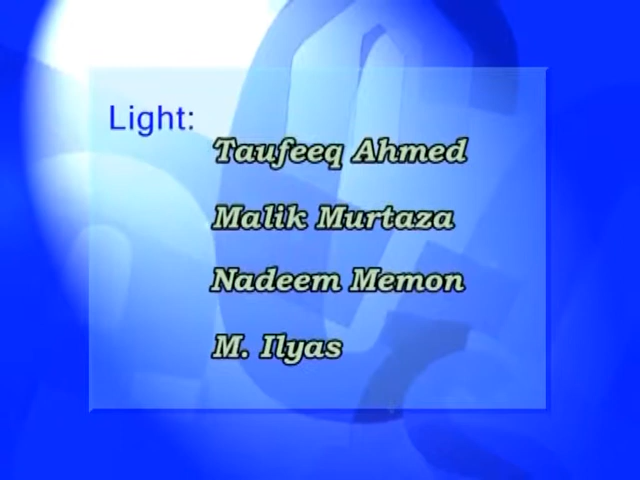 Light:
Taufeeq Ahmed
Malik Murtaza
Nadeem Memon
M. Ilyas